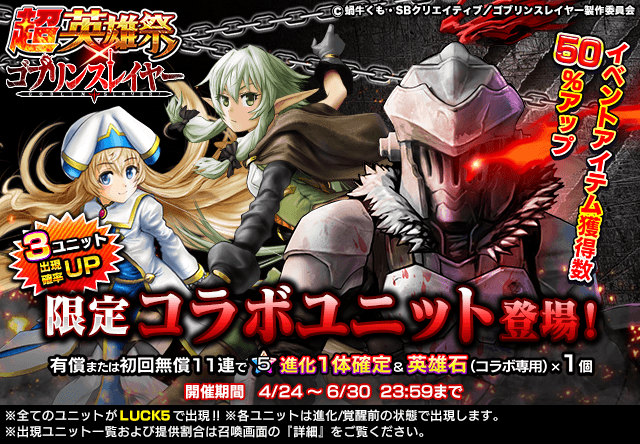 © 蝸牛くも・SBクリエイティブ／ゴブリンスレイヤー製作委員会
超英雄祭
×
ゴブリンスレイヤー
イベントアイテム獲得数
50%アップ
3ユニット
出現確率UP
限定コラボユニット登場!
有償または初回無償11連で 5 進化1体確定&英雄石(コラボ専用)×1個
開催期間 4/24～6/30 23:59まで
※全てのユニットがLUCK5で出現!! ※各ユニットは進化/覚醒前の状態で出現します。
※出現ユニット一覧および提供割合は召喚画面の『詳細』をご覧ください。